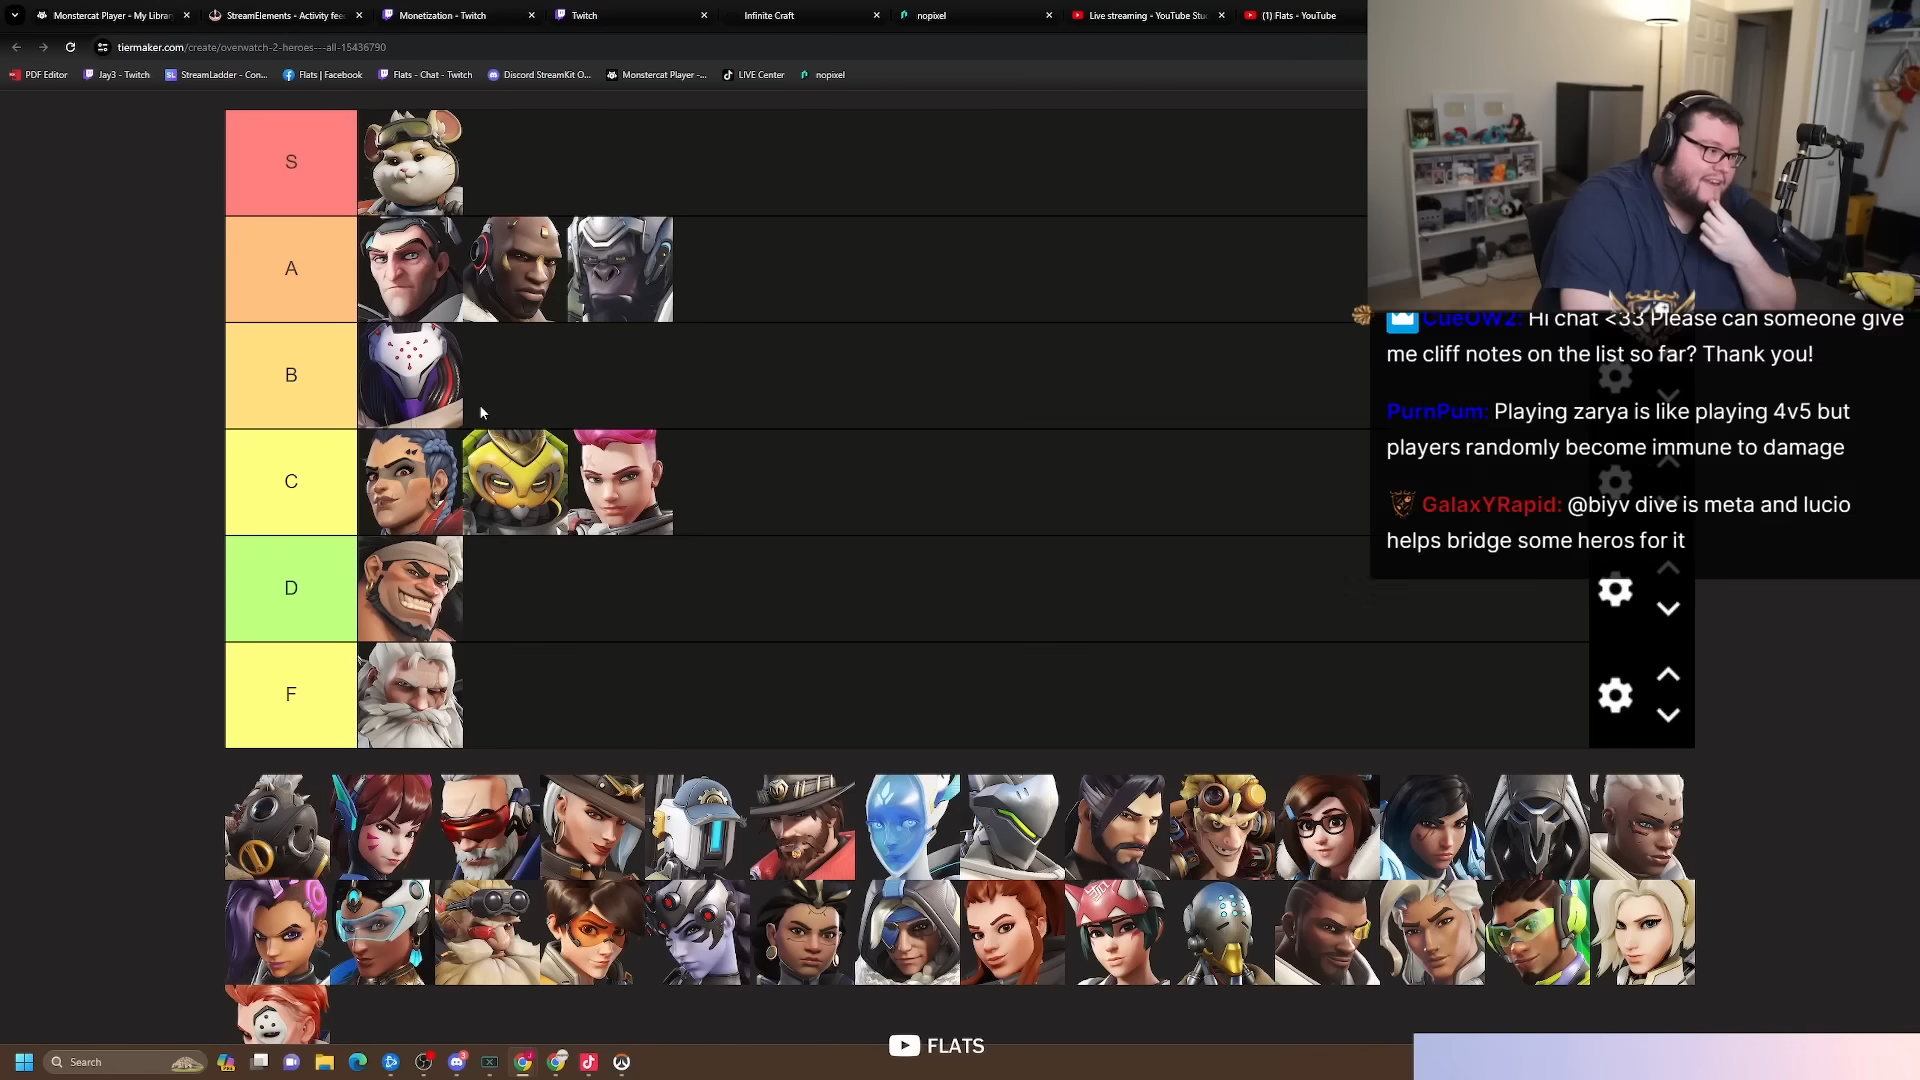 Monstercat Player - My Librar
StreamElements - Activity fee
Monetization - Twitch
Twitch
Infinite Craft
nopixel
Live streaming - YouTube Stu
(1) Flats - YouTube
tiermaker.com/create/overwatch-2-heroes---all-15436790
PDF Editor
Jay3 - Twitch
StreamLadder - Con...
Flats | Facebook
Flats - Chat - Twitch
Discord StreamKit O...
Monstercat Player -...
LIVE Center
nopixel
S
A
B
C
D
F
CueOW2: Hi chat <33 Please can someone give
me cliff notes on the list so far? Thank you!
PurnPum: Playing zarya is like playing 4v5 but
players randomly become immune to damage
GalaxYRapid: @biyv dive is meta and lucio
helps bridge some heros for it
FLATS
Search